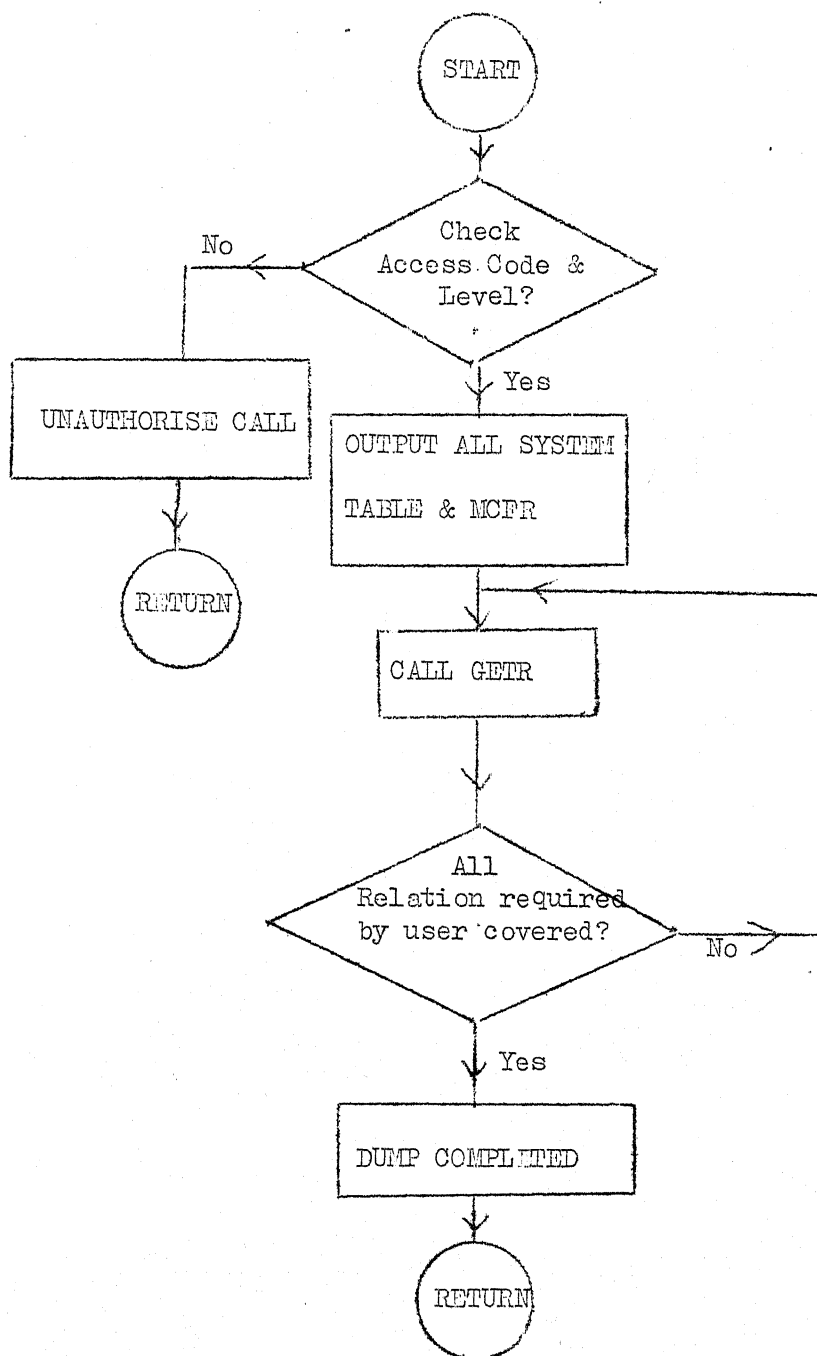 START
Check
Access Code &
Level?
No
Yes
UNAUTHORISE CALL
OUTPUT ALL SYSTEM
TABLE & MCFR
RETURN
CALL GETR
All
Relation required
by user covered?
No
Yes
DUMP COMPLETED
RETURN